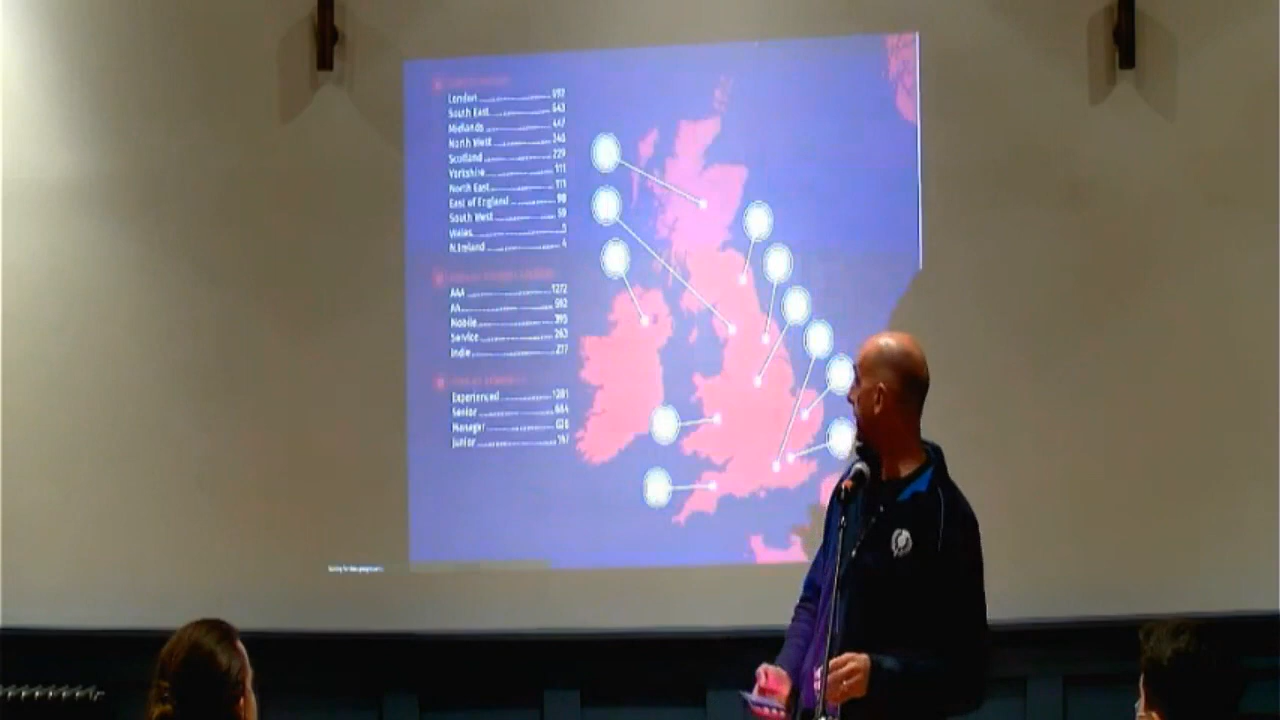 London 
South East 643
Midlands 447
North West 346
Scotland 229
Yorkshire 111
North East 111
East of England 98
South West 59
Wales 5
N.Ireland 4
AAA 1272
AA 592
Mobile 395
Service 263
Indie 217
Experienced 1281
Senior 664
Manager 626
Junior